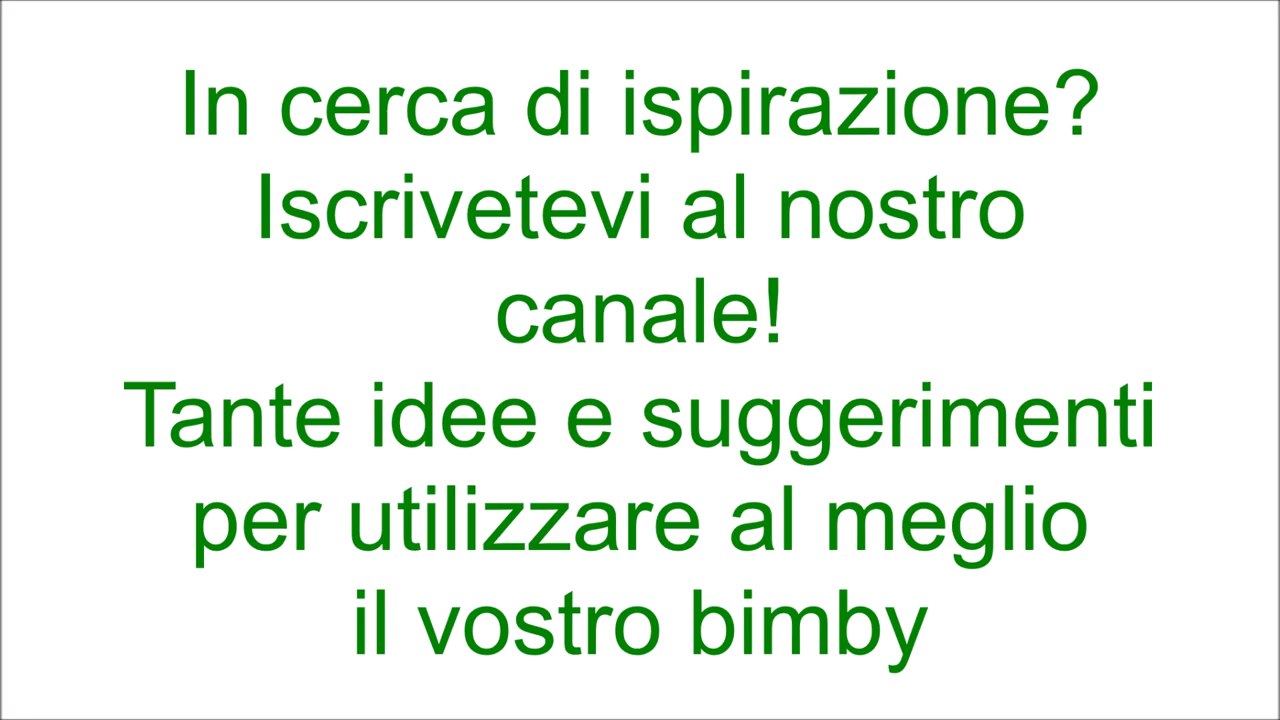 In cerca di ispirazione?
Iscrivetevi al nostro
canale!
Tante idee e suggerimenti
per utilizzare al meglio
il vostro bimby